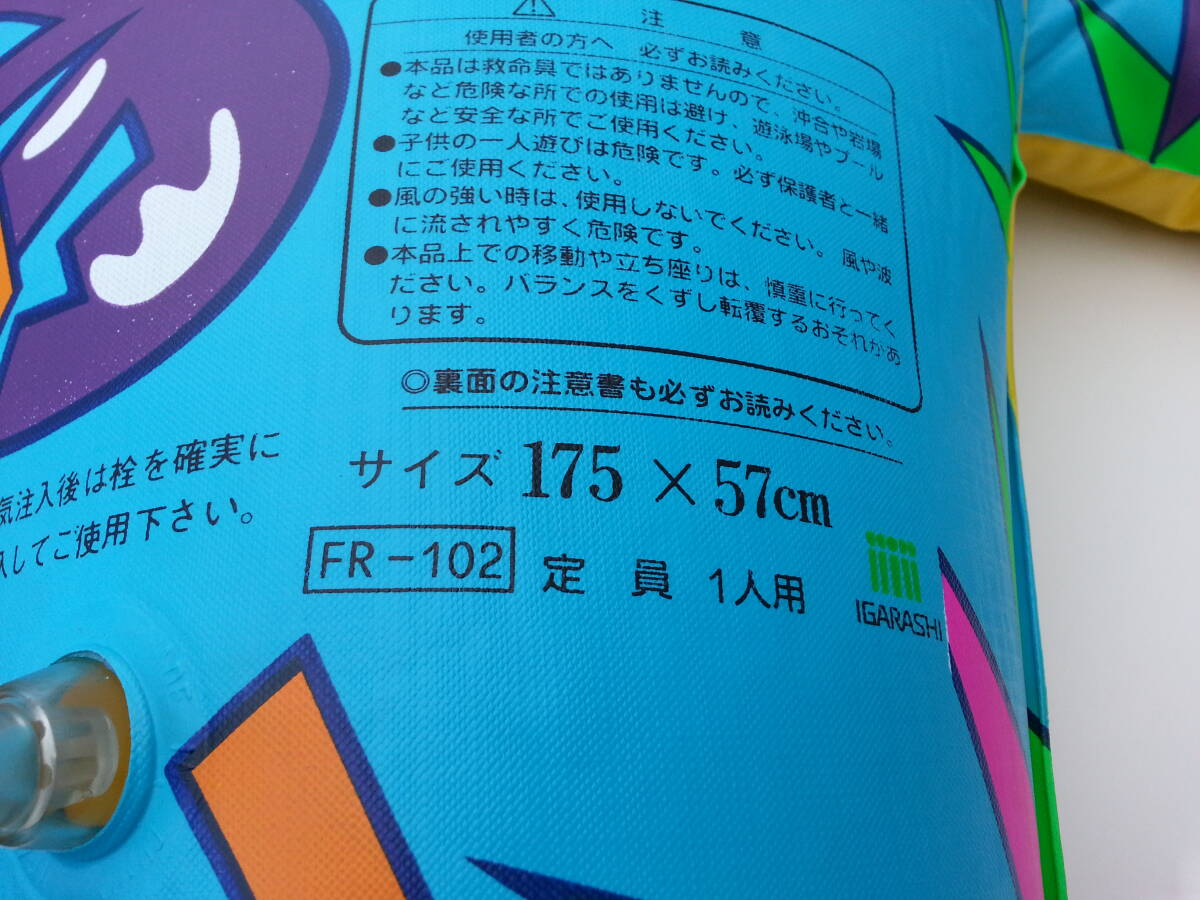 注 意
使用者の方へ 必ずお読みください。
●本品は救命具ではありませんので、沖合や岩場
など危険な所での使用は避け、遊泳場やプール
など安全な所でご使用ください。
●子供の一人遊びは危険です。必ず保護者と一緒
にご使用ください。
●風の強い時は、使用しないでください。風や波
に流されやすく危険です。
●本品上での移動や立ち座りは、慎重に行ってく
ださい。バランスをくずし転覆するおそれがあ
ります。
◎裏面の注意書も必ずお読みください。
気注入後は栓を確実に
してご使用下さい。
サイズ 175 × 57cm
FR-102 定 員 1人用
IGARASHI